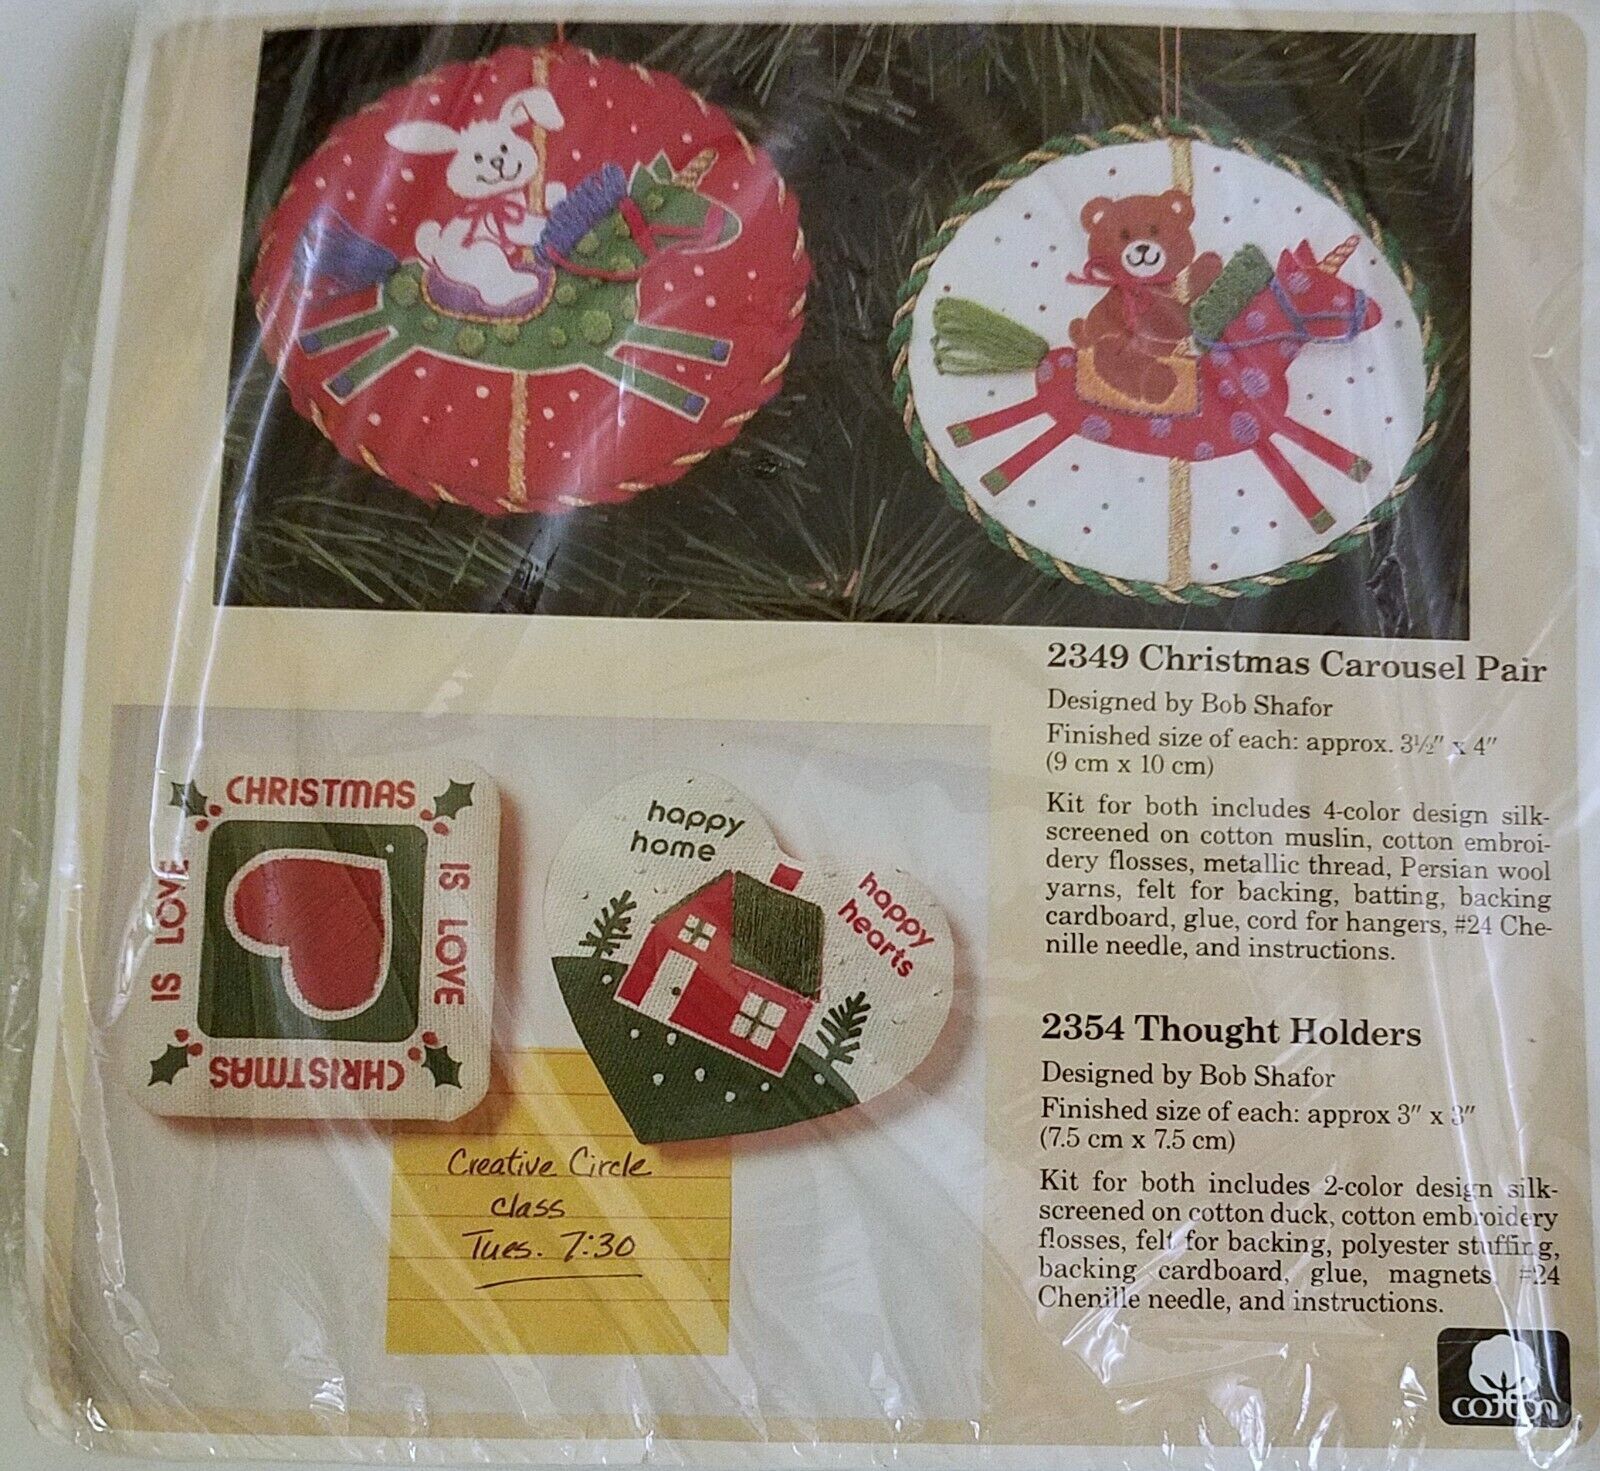 2349 Christmas Carousel Pair
Designed by Bob Shafor
Finished size of each: approx. 3½″ x 4″
(9 cm x 10 cm)
Kit for both includes 4-color design silk-
screened on cotton muslin, cotton embroi-
dery flosses, metallic thread, Persian wool
yarns, felt for backing, batting, backing
cardboard, glue, cord for hangers, #24 Che-
nille needle, and instructions.
CHRISTMAS
IS LOVE
CHRISTMAS
IS LOVE
happy
home
happy
hearts
Creative Circle
class
Tues. 7:30
2354 Thought Holders
Designed by Bob Shafor
Finished size of each: approx 3″ x 3″
(7.5 cm x 7.5 cm)
Kit for both includes 2-color design silk-
screened on cotton duck, cotton embroidery
flosses, felt for backing, polyester stuffing,
backing cardboard, glue, magnets, #24
Chenille needle, and instructions.
cotton